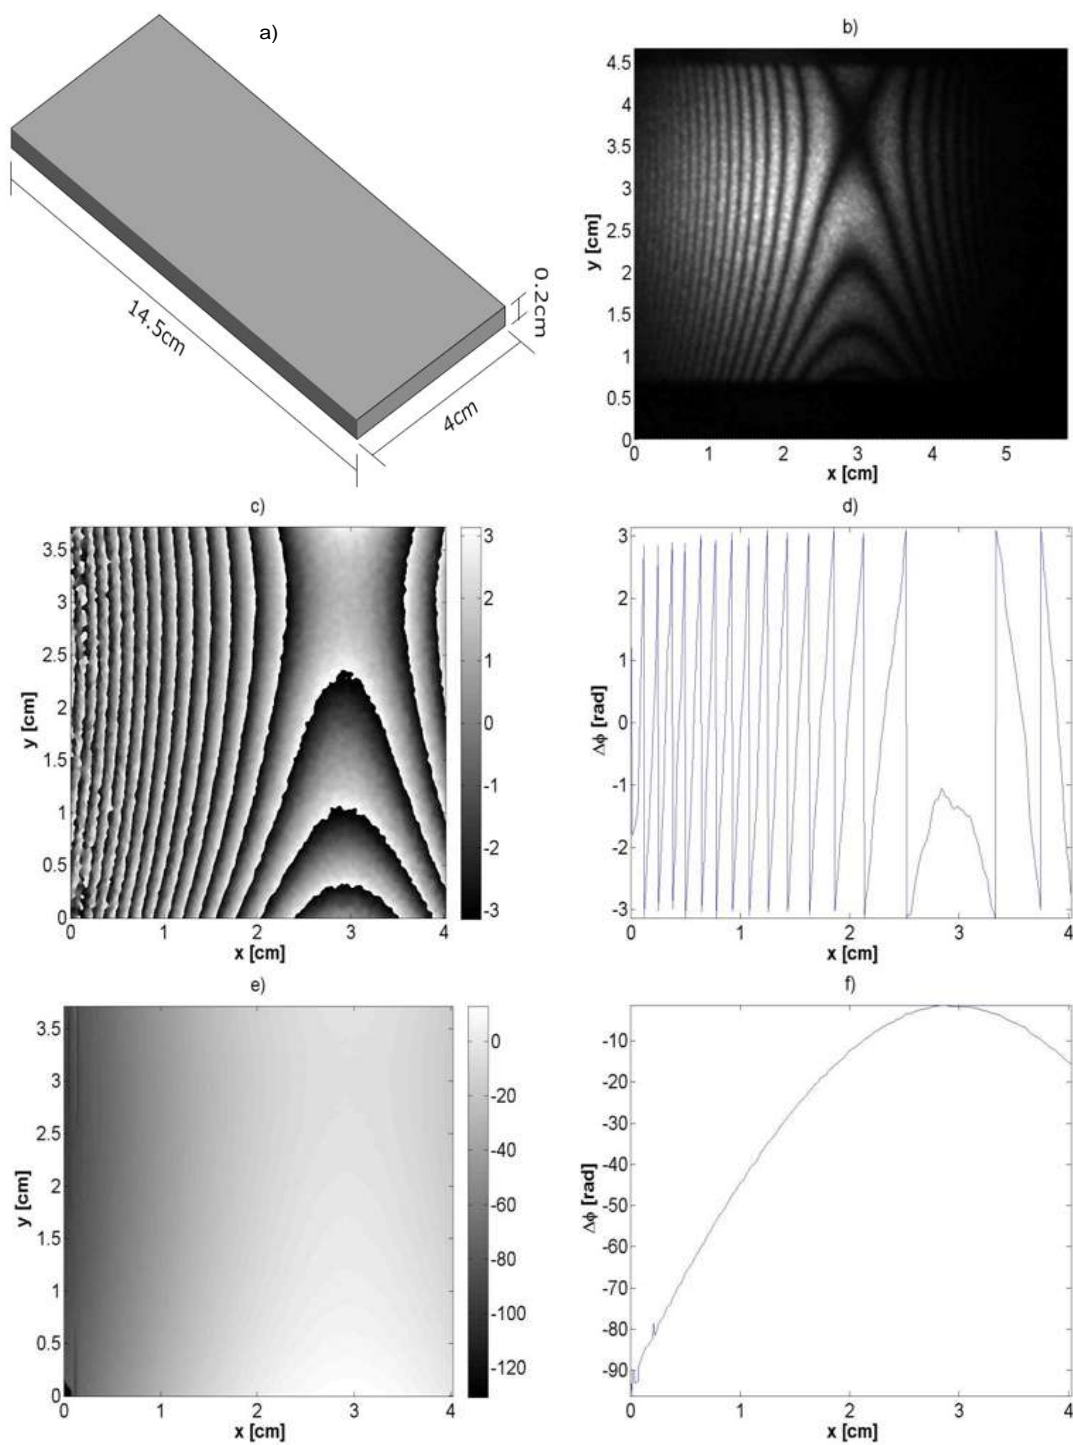 a)
14.5cm
4cm
0.2cm
b)
4.5
4
3.5
3
2.5
2
1.5
1
0.5
0
y [cm]
0 1 2 3 4 5
x [cm]
c)
3.5
3
2.5
2
1.5
1
0.5
0
y [cm]
0 1 2 3 4
x [cm]
3
2
1
0
-1
-2
-3
d)
3
2
1
0
-1
-2
-3
Δϕ [rad]
0 1 2 3 4
x [cm]
e)
3.5
3
2.5
2
1.5
1
0.5
0
y [cm]
0 1 2 3 4
x [cm]
0
-20
-40
-60
-80
-100
-120
f)
-10
-20
-30
-40
-50
-60
-70
-80
-90
Δϕ [rad]
0 1 2 3 4
x [cm]